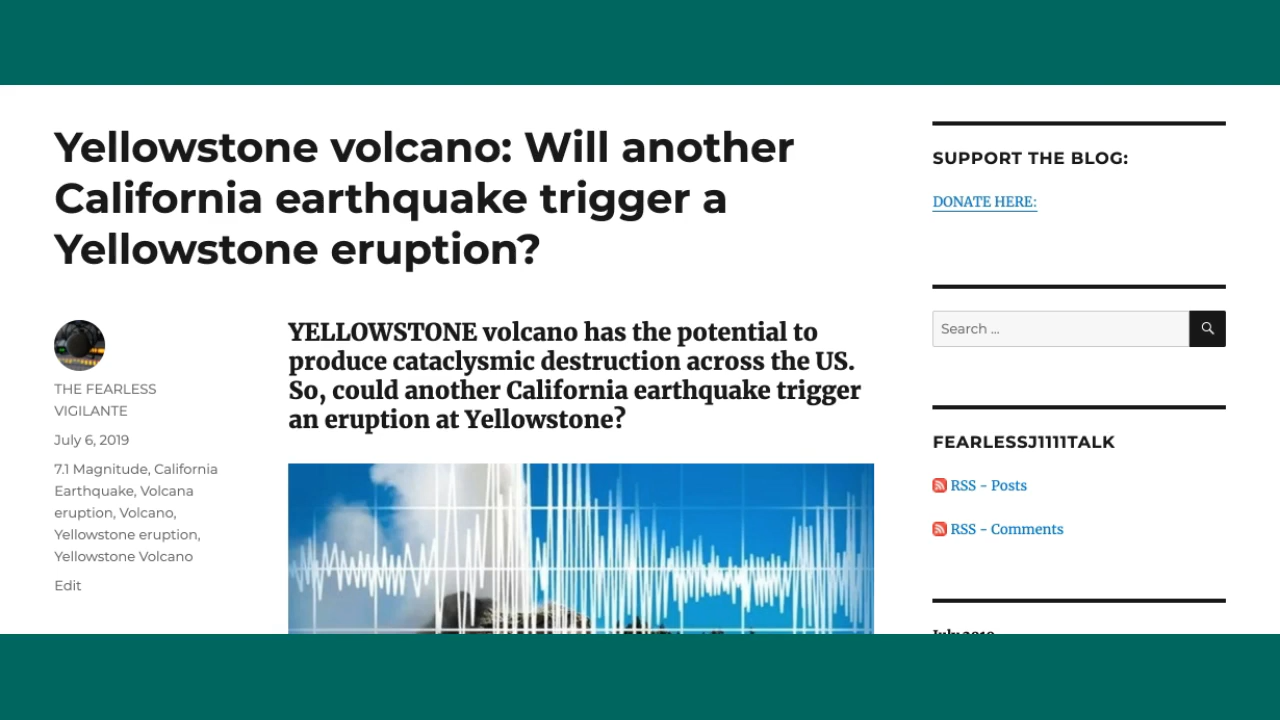 Yellowstone volcano: Will another
California earthquake trigger a
Yellowstone eruption?
THE FEARLESS
VIGILANTE
July 6, 2019
7.1 Magnitude, California
Earthquake, Volcana
eruption, Volcano,
Yellowstone eruption,
Yellowstone Volcano
Edit
YELLOWSTONE volcano has the potential to
produce cataclysmic destruction across the US.
So, could another California earthquake trigger
an eruption at Yellowstone?
SUPPORT THE BLOG:
DONATE HERE:
Search ...
FEARLESSJ1111TALK
RSS - Posts
RSS - Comments
July 2019